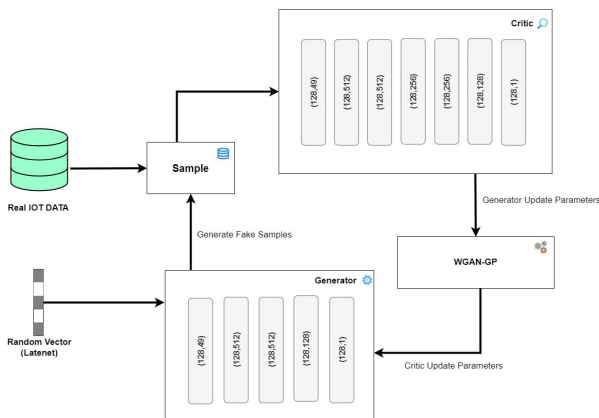 Critic
(128,49)
(128,512)
(128,512)
(128,256)
(128,256)
(128,128)
(128,1)
Sample
Real IOT DATA
Generator Update Parameters
Generate Fake Samples
WGAN-GP
Generator
(128,49)
(128,512)
(128,512)
(128,128)
(128,1)
Random Vector
(Latenet)
Critic Update Parameters